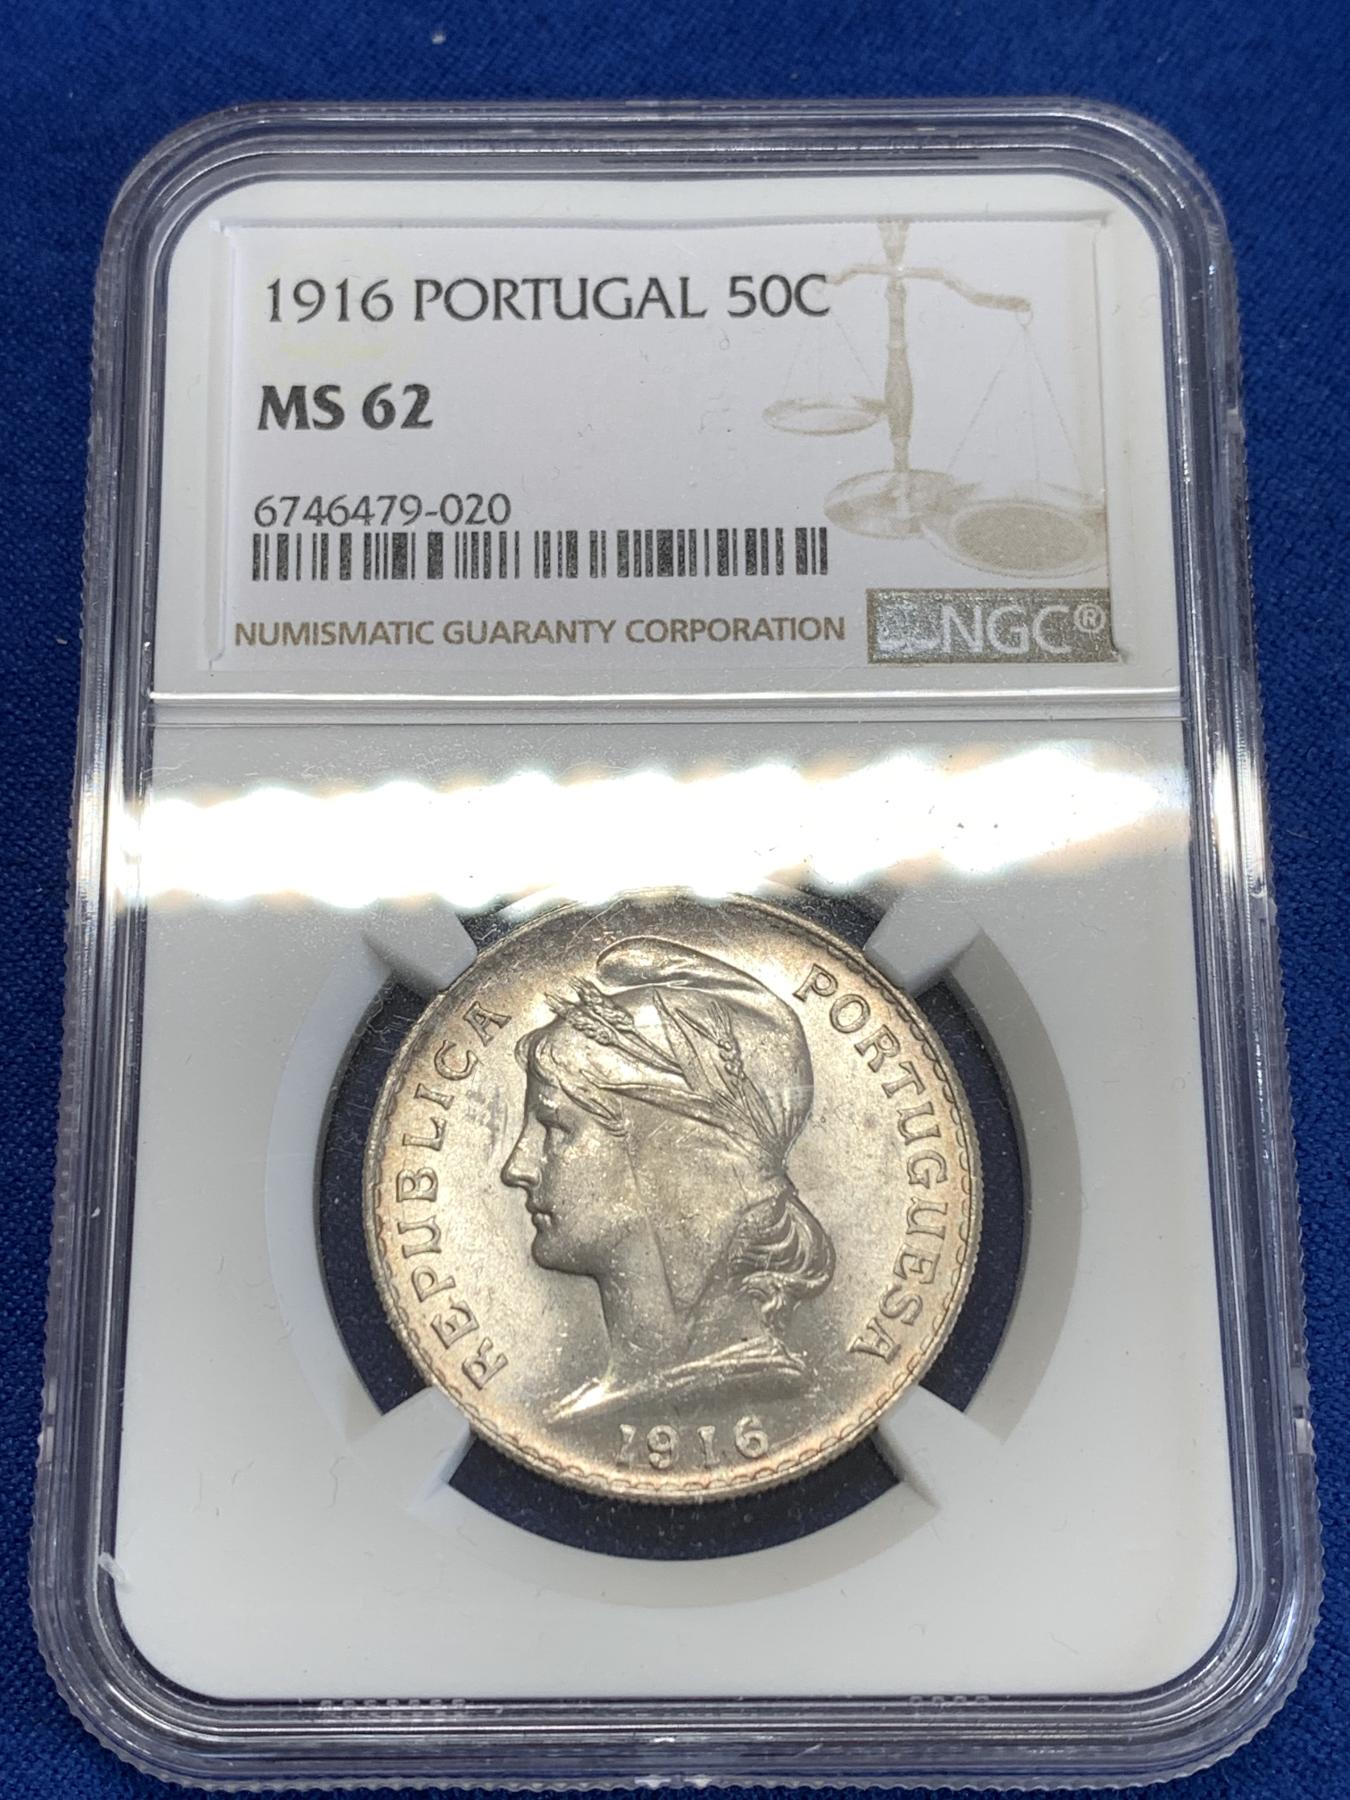 1916 PORTUGAL 50C
MS 62
6746479-020
NUMISMATIC GUARANTY CORPORATION
NGC®
REPUBLICA PORTUGUESA
1916